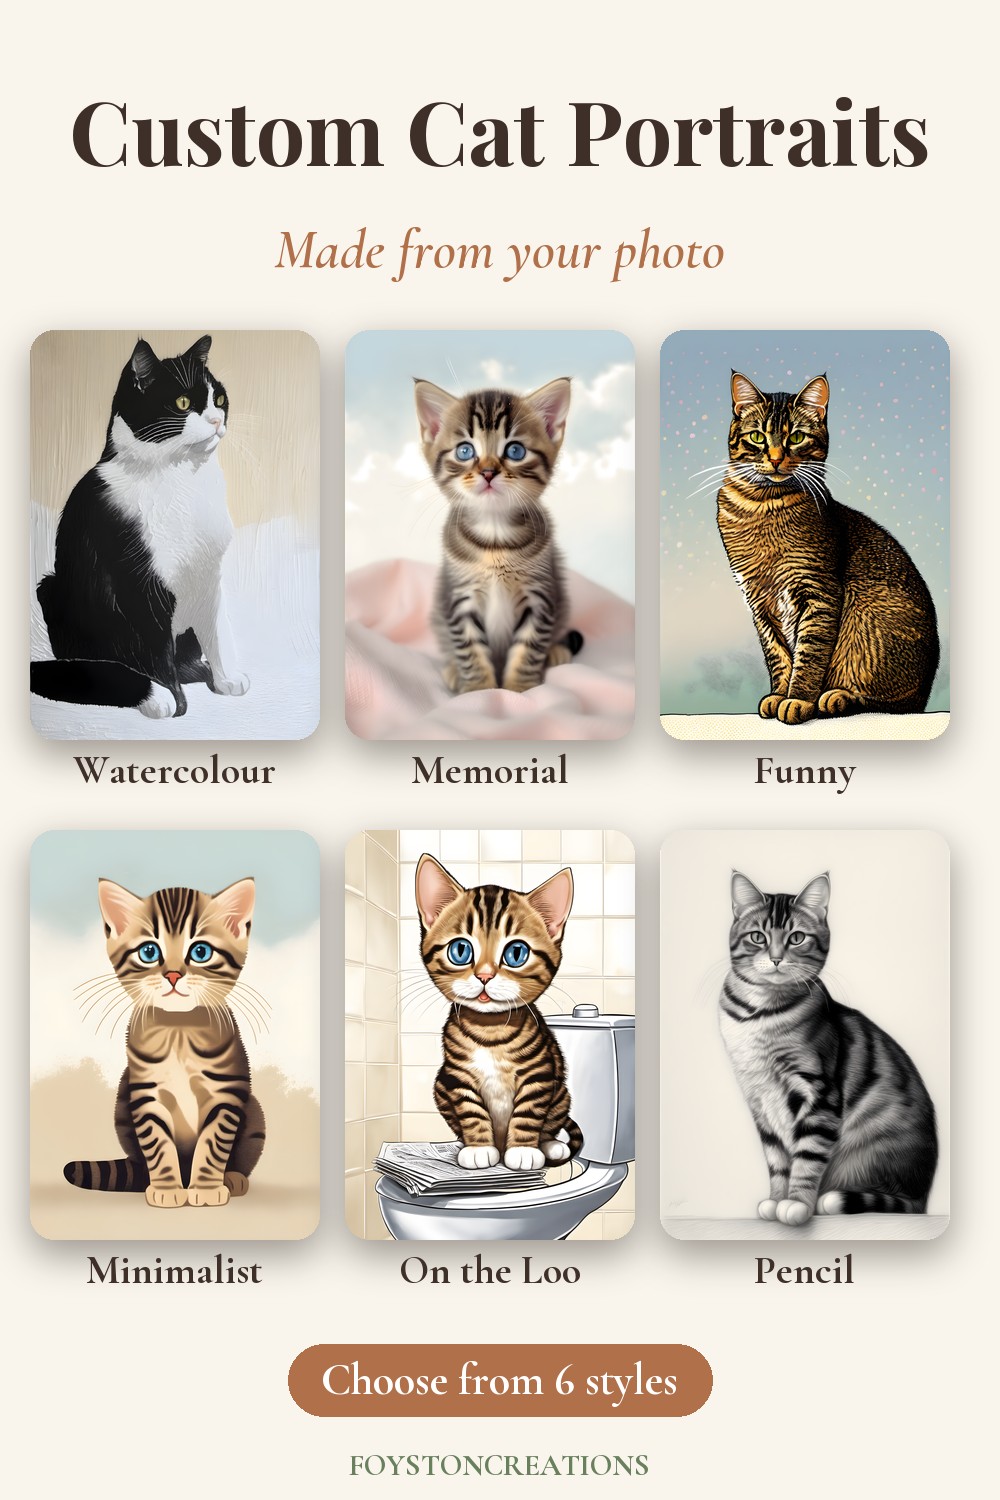 Custom Cat Portraits
Made from your photo
Watercolour
Memorial
Funny
Minimalist
On the Loo
Pencil
Choose from 6 styles
FOYSTONCREATIONS